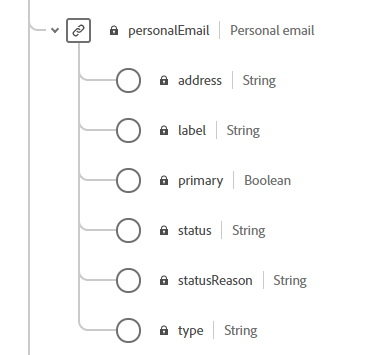 personalEmail | Personal email
address | String
label | String
primary | Boolean
status | String
statusReason | String
type | String